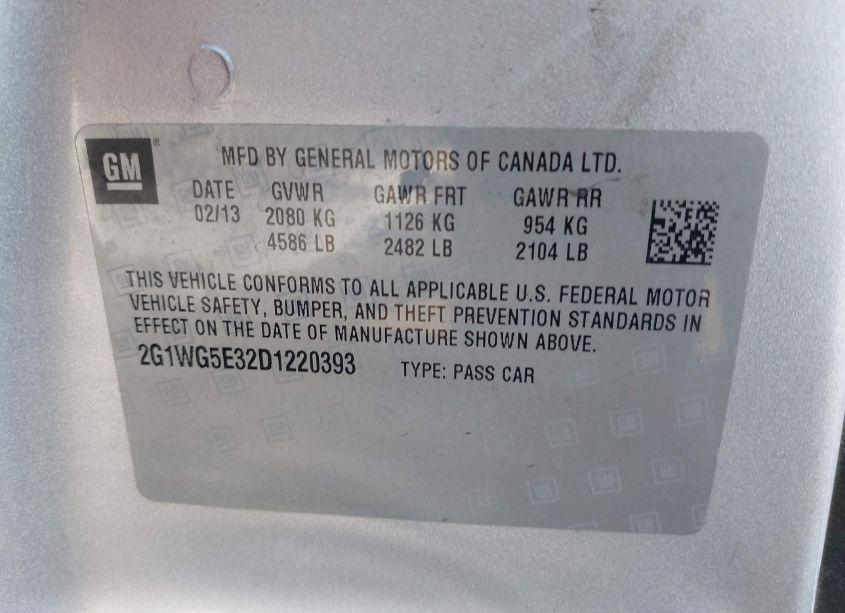 GM
MFD BY GENERAL MOTORS OF CANADA LTD.
DATE GVWR GAWR FRT GAWR RR
02/13 2080 KG 1126 KG 954 KG
4586 LB 2482 LB 2104 LB
THIS VEHICLE CONFORMS TO ALL APPLICABLE U.S. FEDERAL MOTOR
VEHICLE SAFETY, BUMPER, AND THEFT PREVENTION STANDARDS IN
EFFECT ON THE DATE OF MANUFACTURE SHOWN ABOVE.
2G1WG5E32D1220393 TYPE: PASS CAR